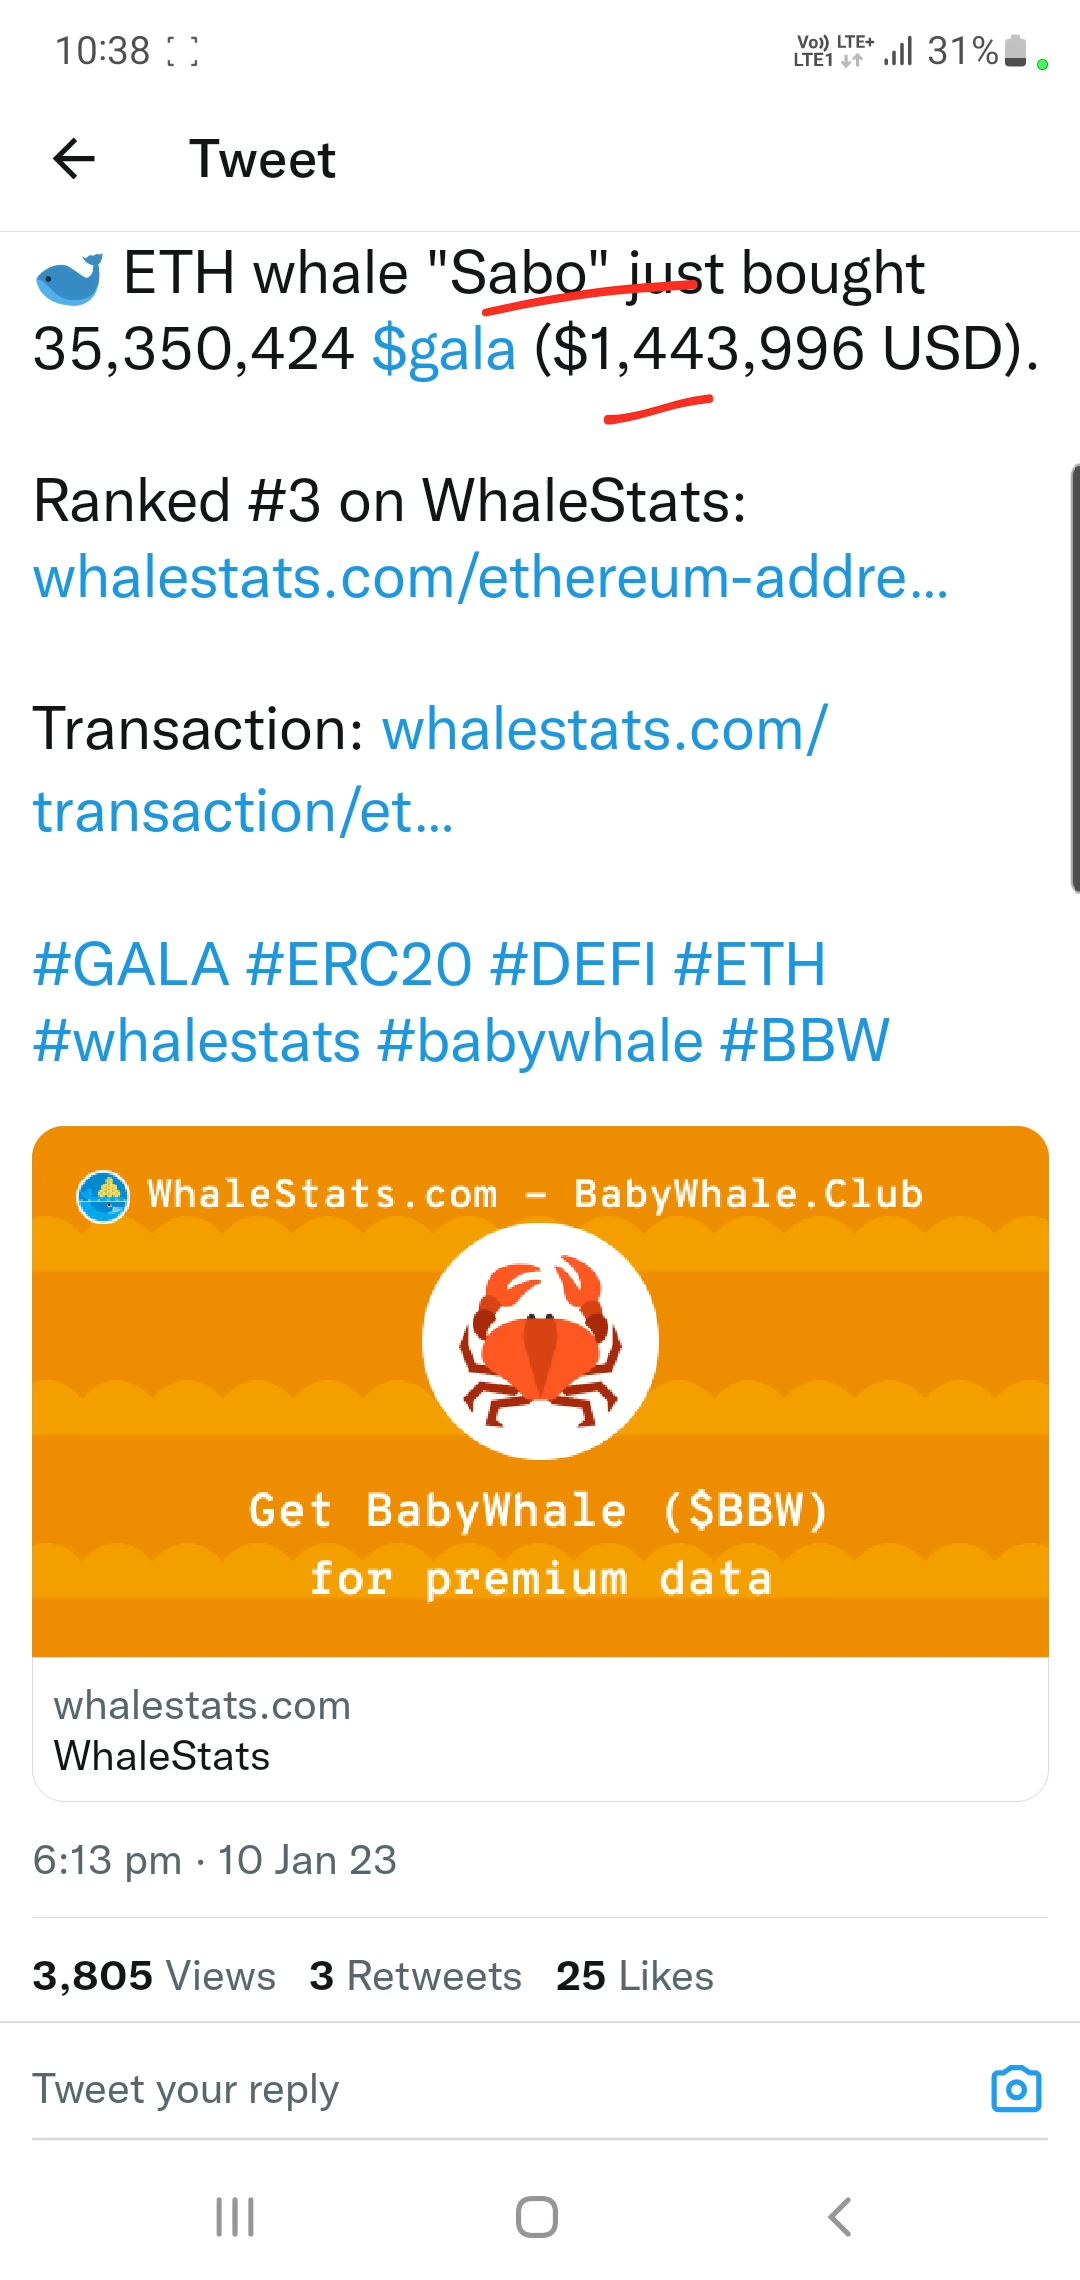 10:38
Vo)) LTE+
LTE1
31%
Tweet
ETH whale "Sabo" just bought
35,350,424 $gala ($1,443,996 USD).
Ranked #3 on WhaleStats:
whalestats.com/ethereum-addre...
Transaction: whalestats.com/
transaction/et...
#GALA #ERC20 #DEFI #ETH
#whalestats #babywhale #BBW
WhaleStats.com – BabyWhale.Club
Get BabyWhale ($BBW)
for premium data
whalestats.com
WhaleStats
6:13 pm · 10 Jan 23
3,805 Views 3 Retweets 25 Likes
Tweet your reply